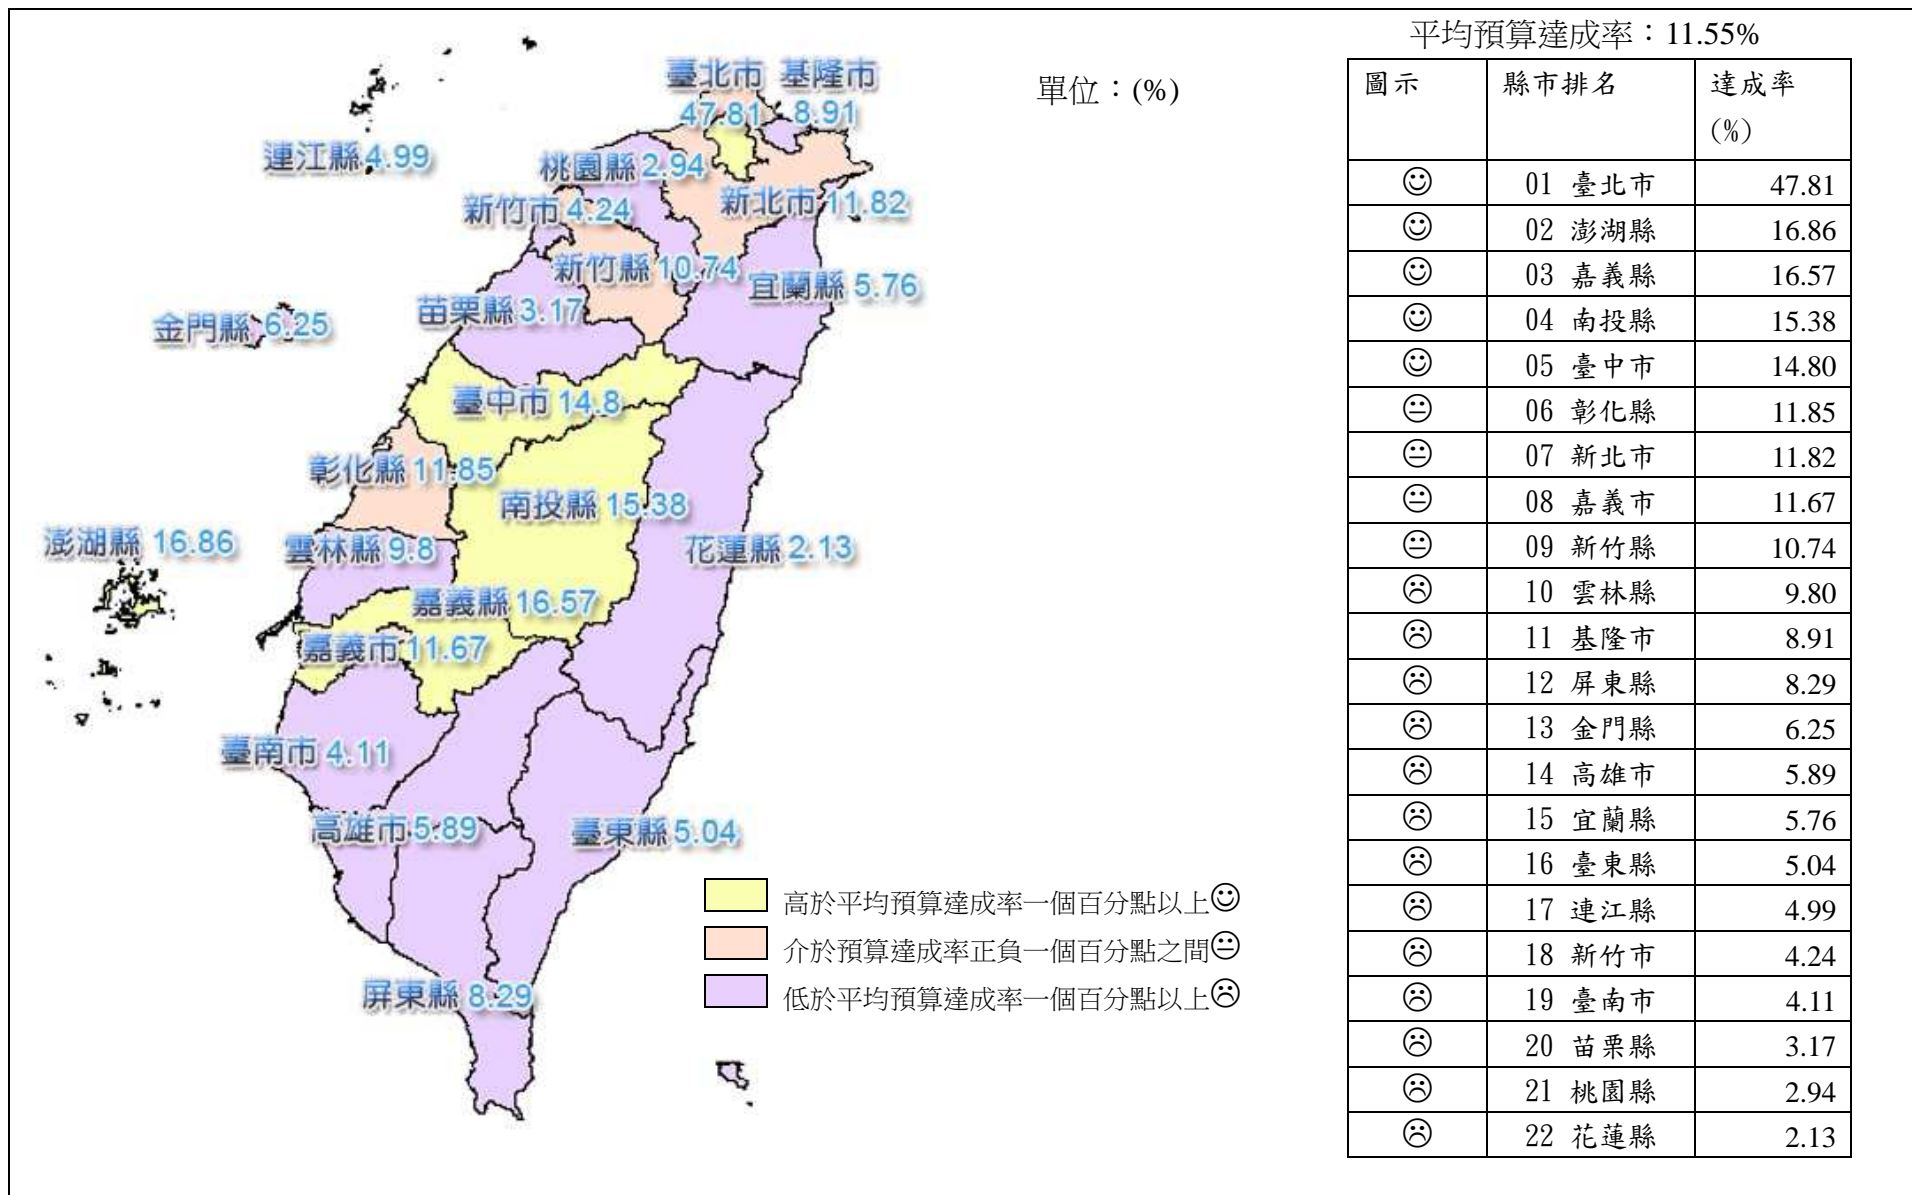 平均預算達成率：11.55%
單位：(%)
臺北市 基隆市
47.81 8.91
連江縣 4.99
桃園縣 2.94
新竹市 4.24
新北市 11.82
新竹縣 10.74
宜蘭縣 5.76
苗栗縣 3.17
金門縣 6.25
臺中市 14.8
彰化縣 11.85
南投縣 15.38
澎湖縣 16.86
雲林縣 9.8
花蓮縣 2.13
嘉義縣 16.57
嘉義市 11.67
臺南市 4.11
高雄市 5.89
臺東縣 5.04
屏東縣 8.29
高於平均預算達成率一個百分點以上☺
介於預算達成率正負一個百分點之間😐
低於平均預算達成率一個百分點以上☹
圖示 縣市排名 達成率
(%)
☺ 01 臺北市 47.81
☺ 02 澎湖縣 16.86
☺ 03 嘉義縣 16.57
☺ 04 南投縣 15.38
☺ 05 臺中市 14.80
😐 06 彰化縣 11.85
😐 07 新北市 11.82
😐 08 嘉義市 11.67
😐 09 新竹縣 10.74
☹ 10 雲林縣 9.80
☹ 11 基隆市 8.91
☹ 12 屏東縣 8.29
☹ 13 金門縣 6.25
☹ 14 高雄市 5.89
☹ 15 宜蘭縣 5.76
☹ 16 臺東縣 5.04
☹ 17 連江縣 4.99
☹ 18 新竹市 4.24
☹ 19 臺南市 4.11
☹ 20 苗栗縣 3.17
☹ 21 桃園縣 2.94
☹ 22 花蓮縣 2.13